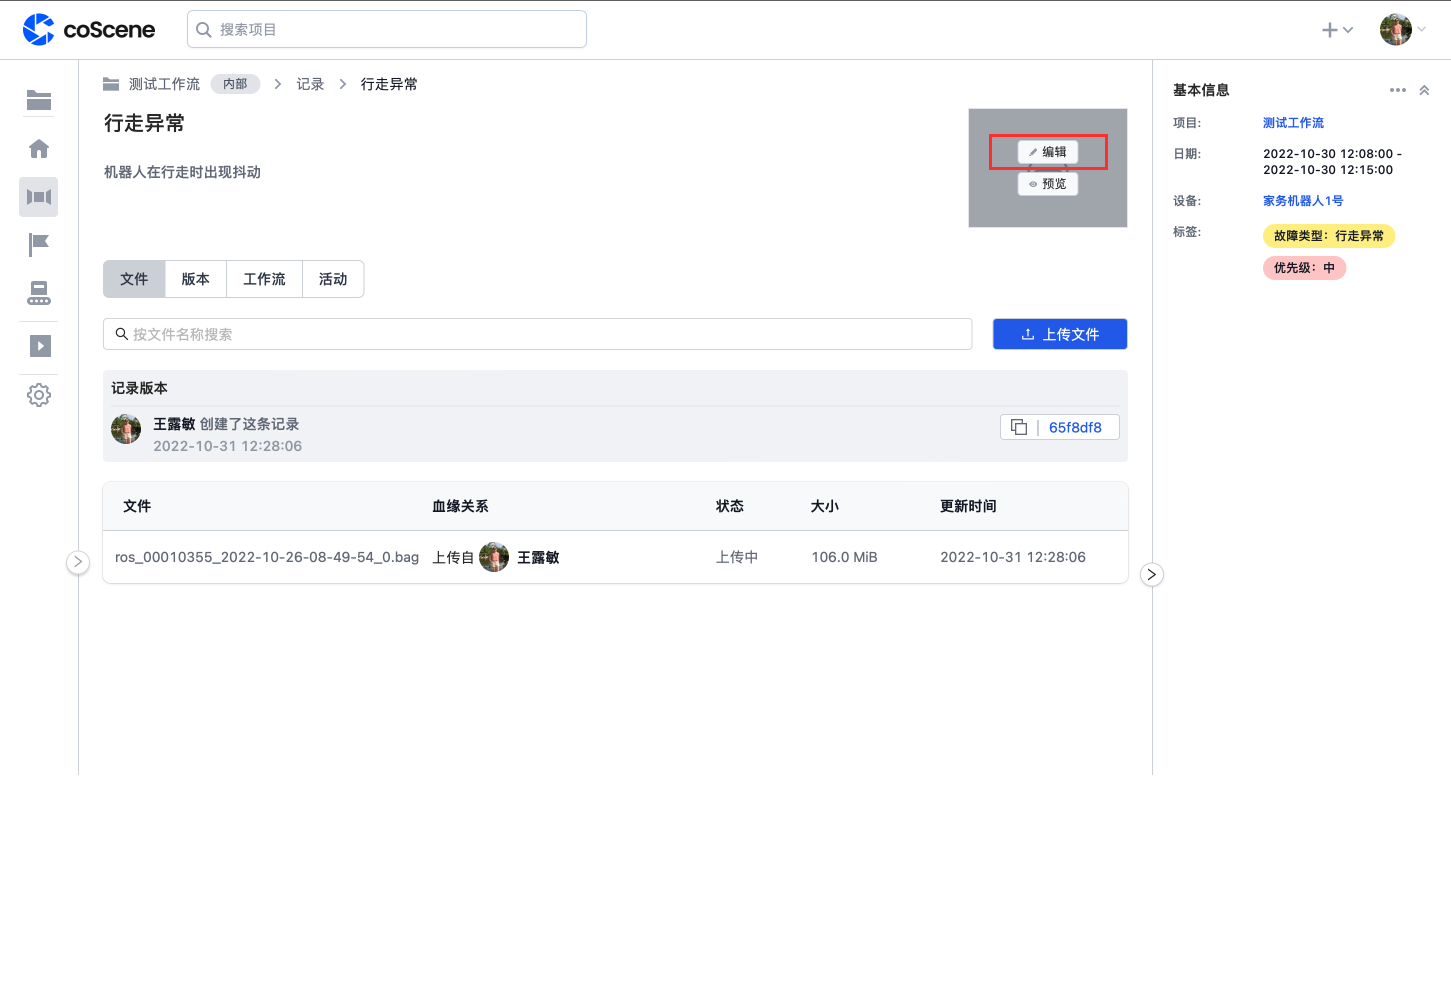 coScene
搜索项目
测试工作流 内部 > 记录 > 行走异常
行走异常
机器人在行走时出现抖动
编辑
预览
文件 版本 工作流 活动
按文件名称搜索
上传文件
记录版本
王露敏 创建了这条记录
2022-10-31 12:28:06
65f8df8
文件 血缘关系 状态 大小 更新时间
ros_00010355_2022-10-26-08-49-54_0.bag 上传自 王露敏 上传中 106.0 MiB 2022-10-31 12:28:06
基本信息
项目: 测试工作流
日期: 2022-10-30 12:08:00 -
2022-10-30 12:15:00
设备: 家务机器人1号
标签: 故障类型: 行走异常
优先级: 中